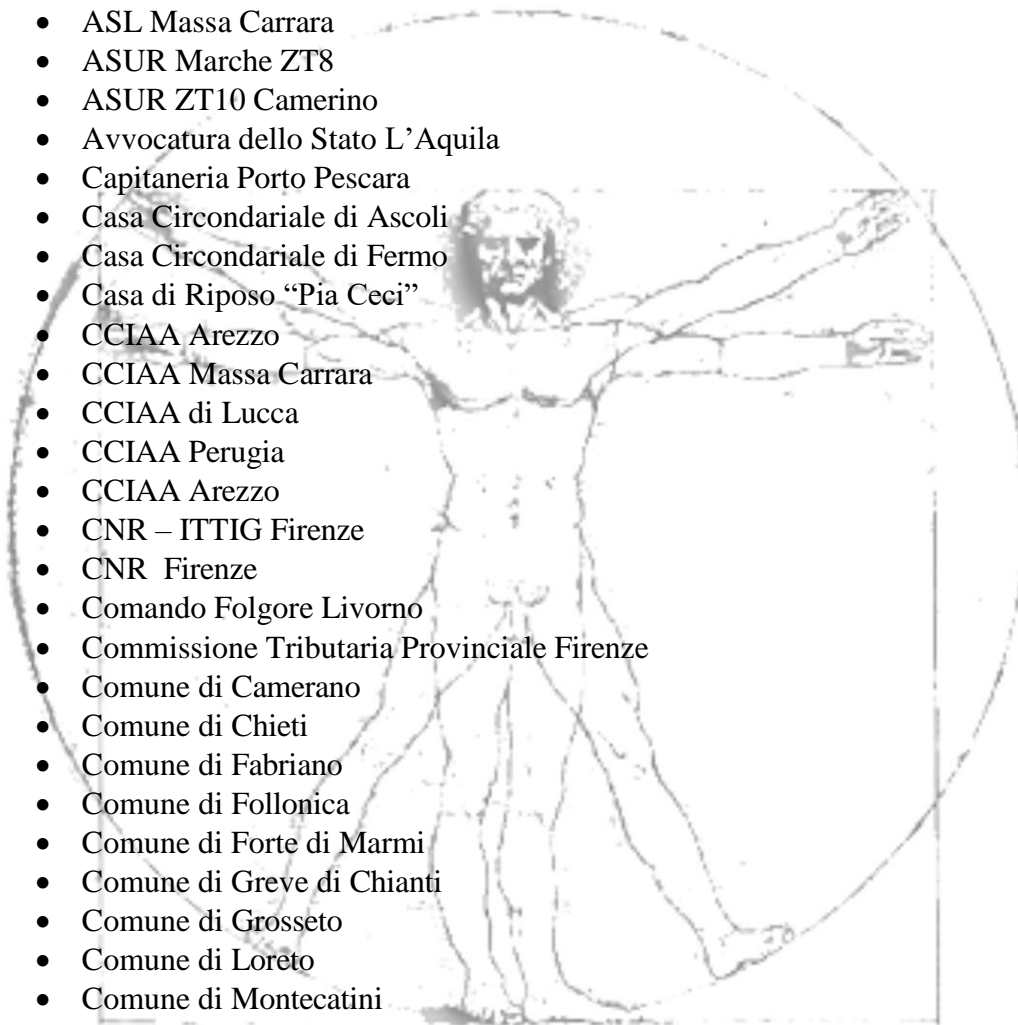 • ASL Massa Carrara
• ASUR Marche ZT8
• ASUR ZT10 Camerino
• Avvocatura dello Stato L’Aquila
• Capitaneria Porto Pescara
• Casa Circondariale di Ascoli
• Casa Circondariale di Fermo
• Casa di Riposo “Pia Ceci”
• CCIAA Arezzo
• CCIAA Massa Carrara
• CCIAA di Lucca
• CCIAA Perugia
• CCIAA Arezzo
• CNR – ITTIG Firenze
• CNR  Firenze
• Comando Folgore Livorno
• Commissione Tributaria Provinciale Firenze
• Comune di Camerano
• Comune di Chieti
• Comune di Fabriano
• Comune di Follonica
• Comune di Forte di Marmi
• Comune di Greve di Chianti
• Comune di Grosseto
• Comune di Loreto
• Comune di Montecatini